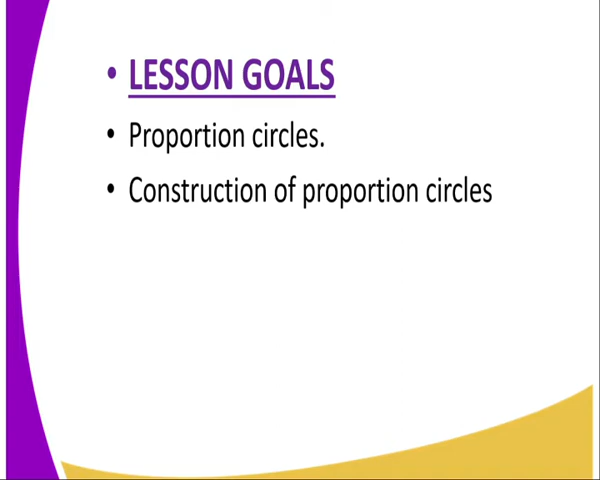 • LESSON GOALS
• Proportion circles.
• Construction of proportion circles